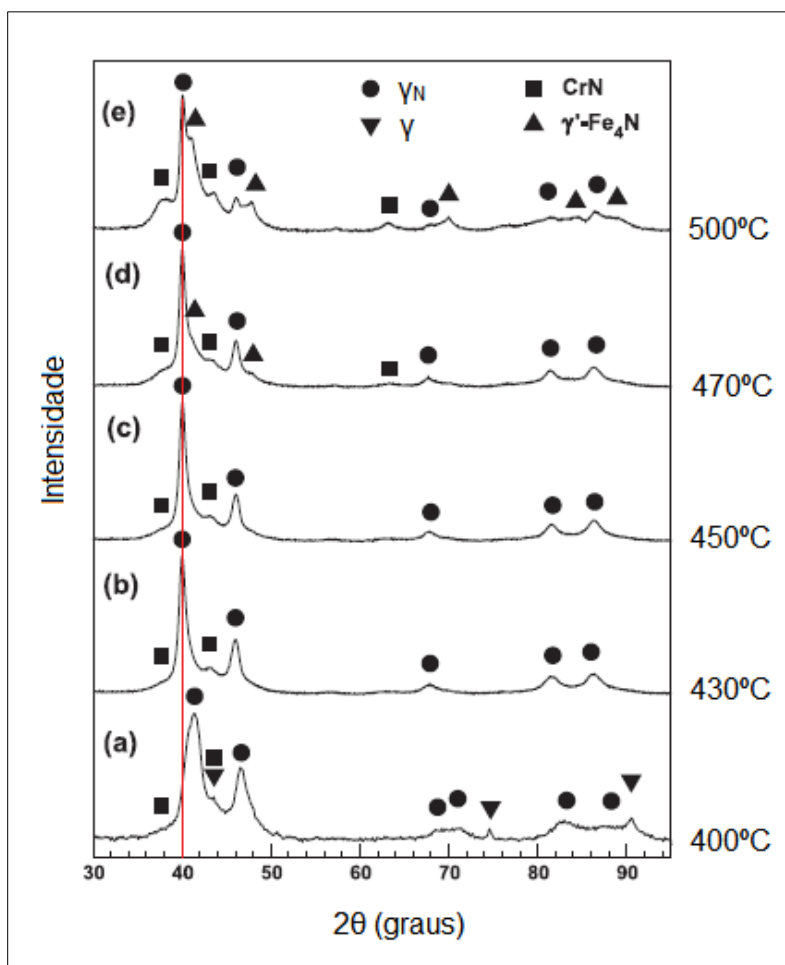 γN
CrN
γ
γ'-Fe4N
(e)
500ºC
(d)
470ºC
(c)
450ºC
(b)
430ºC
(a)
400ºC
Intensidade
30 40 50 60 70 80 90
2θ (graus)